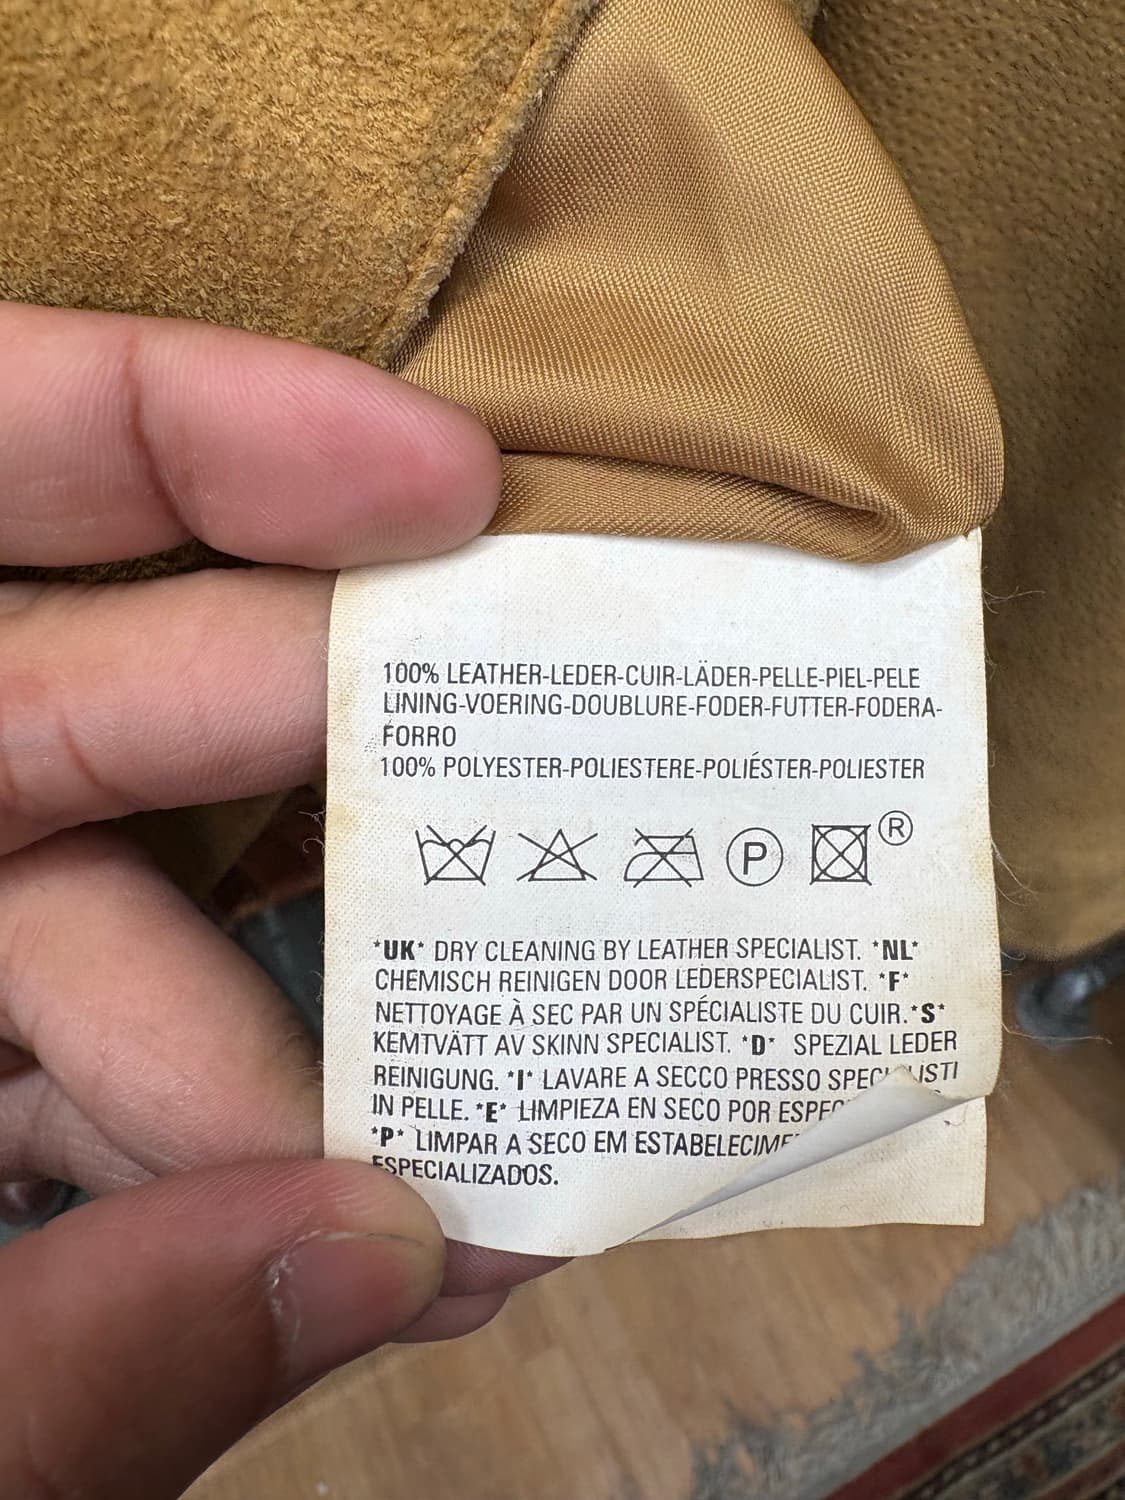 100% LEATHER-LEDER-CUIR-LÄDER-PELLE-PIEL-PELE
LINING-VOERING-DOUBLURE-FODER-FUTTER-FODERA-
FORRO
100% POLYESTER-POLIESTERE-POLIÉSTER-POLIESTER
P ®
*UK* DRY CLEANING BY LEATHER SPECIALIST. *NL*
CHEMISCH REINIGEN DOOR LEDERSPECIALIST. *F*
NETTOYAGE À SEC PAR UN SPÉCIALISTE DU CUIR.*S*
KEMTVÄTT AV SKINN SPECIALIST. *D* SPEZIAL LEDER
REINIGUNG. *I* LAVARE A SECCO PRESSO
IN PELLE. *E* LIMPIEZA EN SECO POR
*P* LIMPAR A SECO EM
ESPECIALIZADOS.